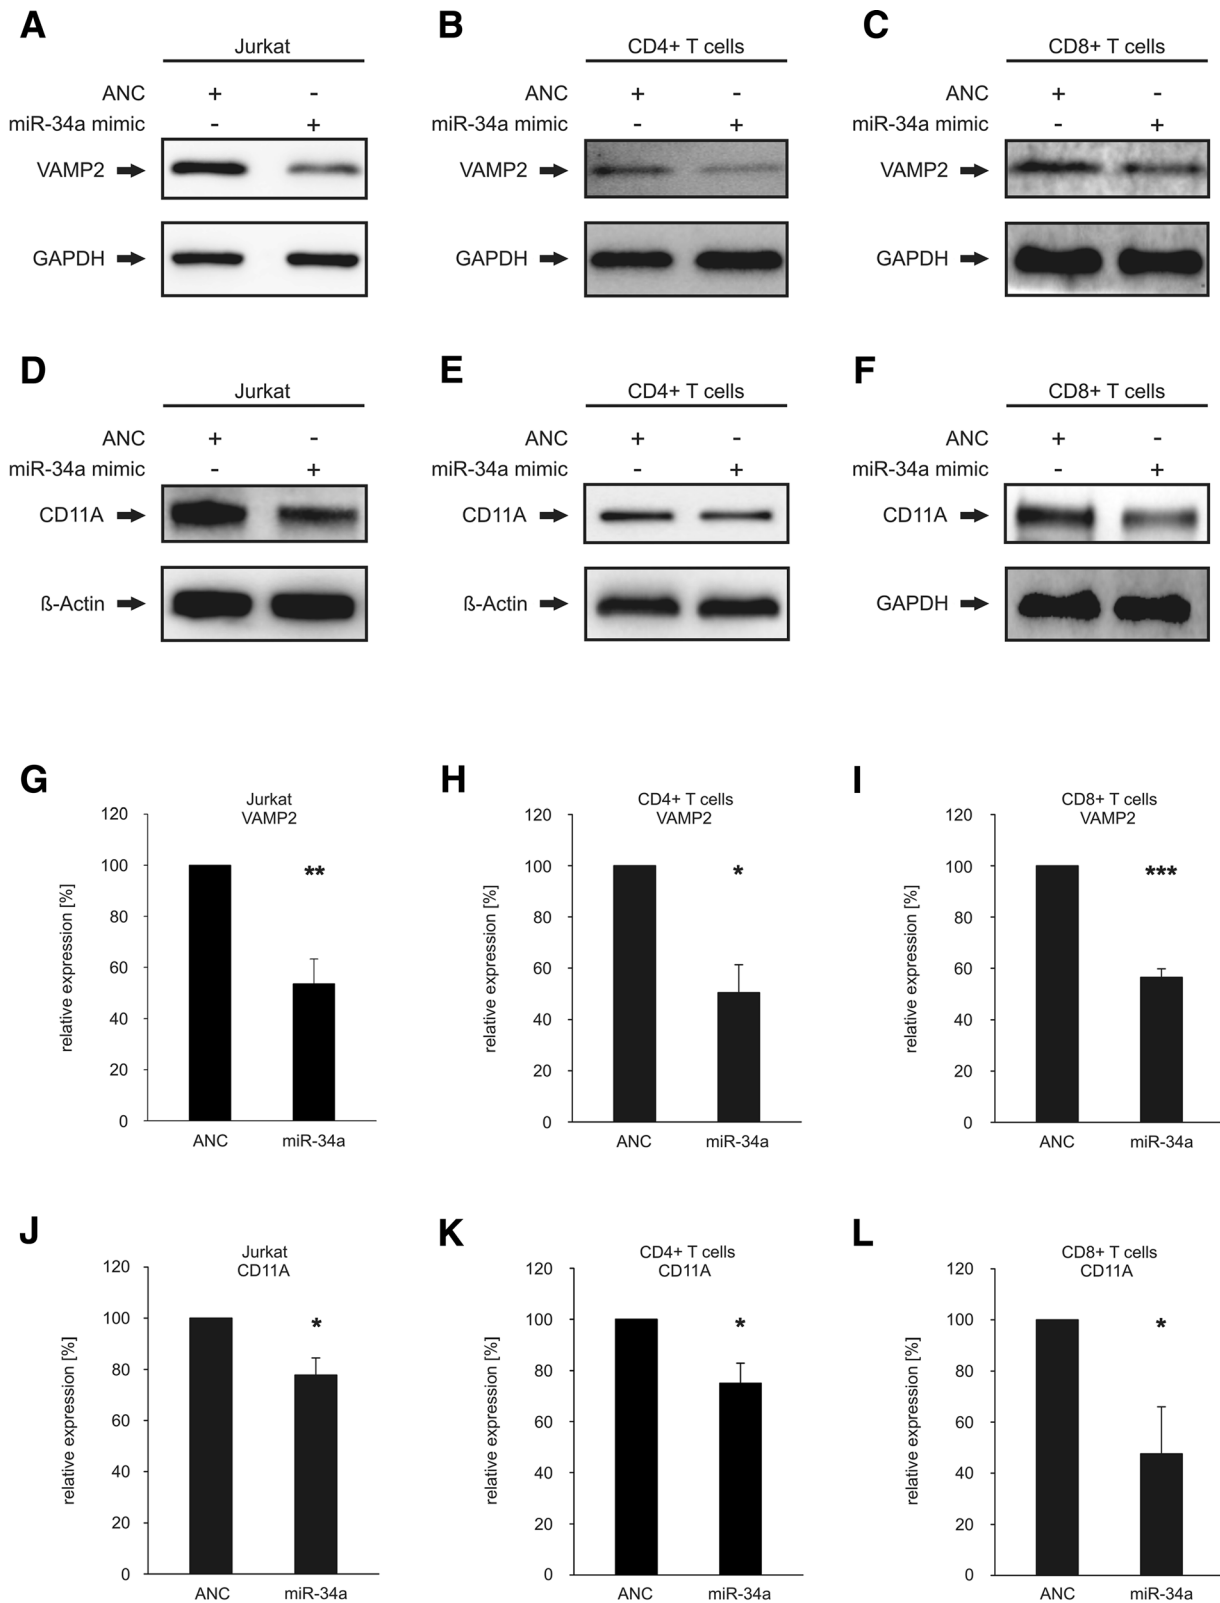 A
Jurkat
ANC + -
miR-34a mimic - +
VAMP2
GAPDH
B
CD4+ T cells
ANC + -
miR-34a mimic - +
VAMP2
GAPDH
C
CD8+ T cells
ANC + -
miR-34a mimic - +
VAMP2
GAPDH
D
Jurkat
ANC + -
miR-34a mimic - +
CD11A
ß-Actin
E
CD4+ T cells
ANC + -
miR-34a mimic - +
CD11A
ß-Actin
F
CD8+ T cells
ANC + -
miR-34a mimic - +
CD11A
GAPDH
G
Jurkat
VAMP2
relative expression [%]
120
100
80
60
40
20
0
**
ANC miR-34a
H
CD4+ T cells
VAMP2
relative expression [%]
120
100
80
60
40
20
0
*
ANC miR-34a
I
CD8+ T cells
VAMP2
relative expression [%]
120
100
80
60
40
20
0
***
ANC miR-34a
J
Jurkat
CD11A
relative expression [%]
120
100
80
60
40
20
0
*
ANC miR-34a
K
CD4+ T cells
CD11A
relative expression [%]
120
100
80
60
40
20
0
*
ANC miR-34a
L
CD8+ T cells
CD11A
relative expression [%]
120
100
80
60
40
20
0
*
ANC miR-34a